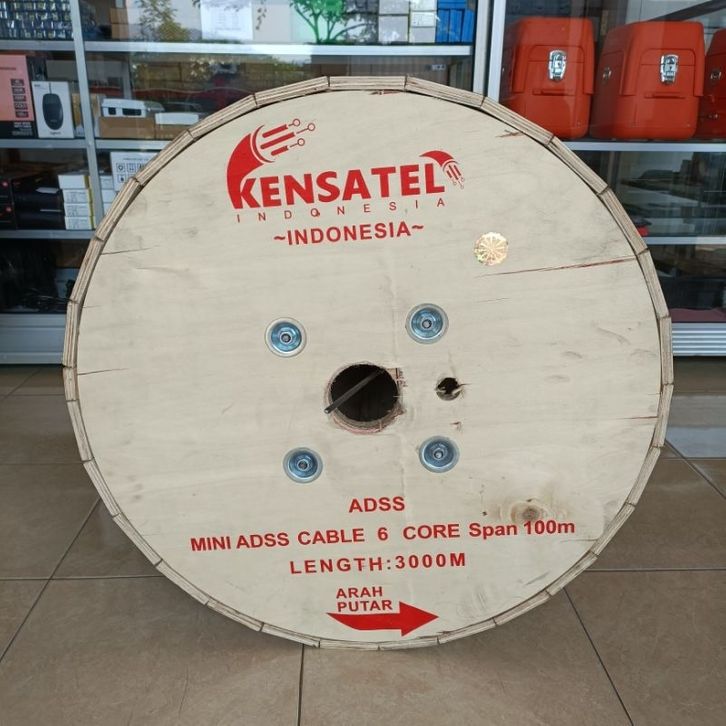 KENSATEL
INDONESIA
~INDONESIA~
ADSS
MINI ADSS CABLE 6 CORE Span 100m
LENGTH:3000M
ARAH
PUTAR